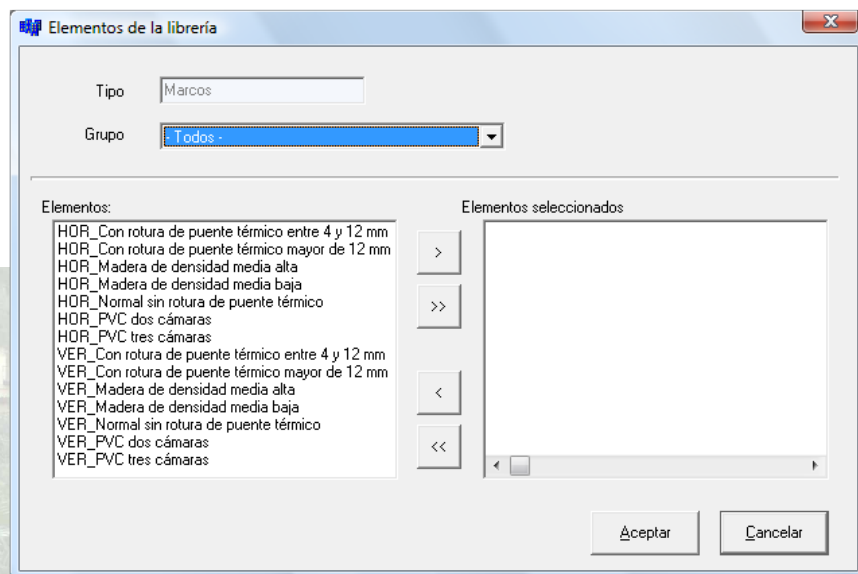 Elementos de la librería
Tipo
Marcos
Grupo
- Todos -
Elementos:
HOR_Con rotura de puente térmico entre 4 y 12 mm
HOR_Con rotura de puente térmico mayor de 12 mm
HOR_Madera de densidad media alta
HOR_Madera de densidad media baja
HOR_Normal sin rotura de puente térmico
HOR_PVC dos cámaras
HOR_PVC tres cámaras
VER_Con rotura de puente térmico entre 4 y 12 mm
VER_Con rotura de puente térmico mayor de 12 mm
VER_Madera de densidad media alta
VER_Madera de densidad media baja
VER_Normal sin rotura de puente térmico
VER_PVC dos cámaras
VER_PVC tres cámaras
>
>>
<
<<
Elementos seleccionados
Aceptar
Cancelar